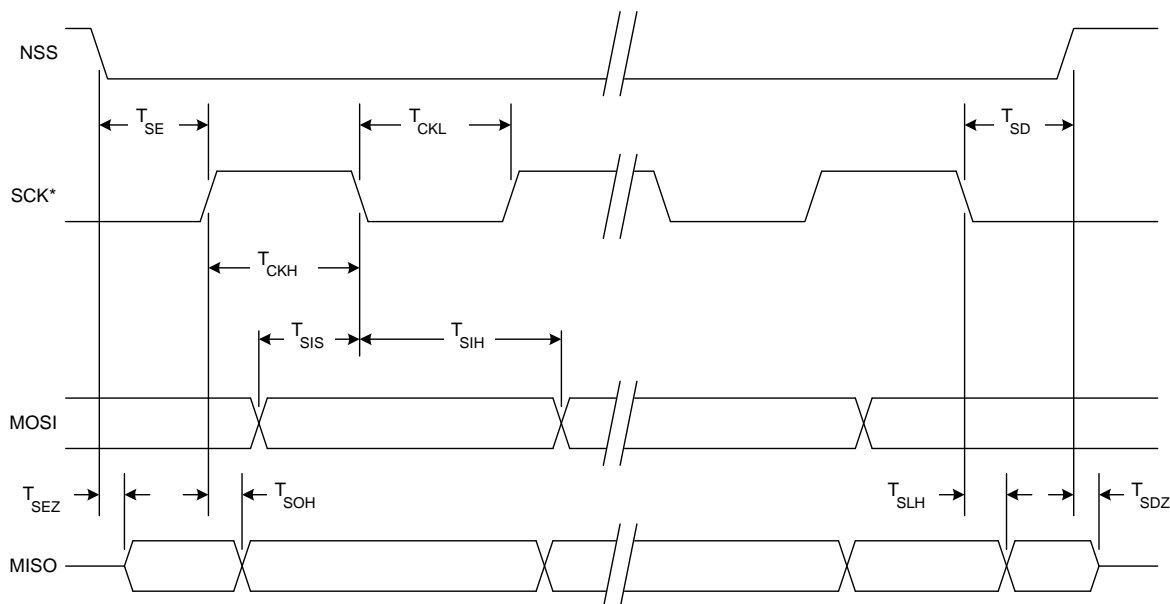 NSS
T_SE
T_CKL
T_SD
SCK*
T_CKH
T_SIS
T_SIH
MOSI
T_SEZ
T_SOH
T_SLH
T_SDZ
MISO